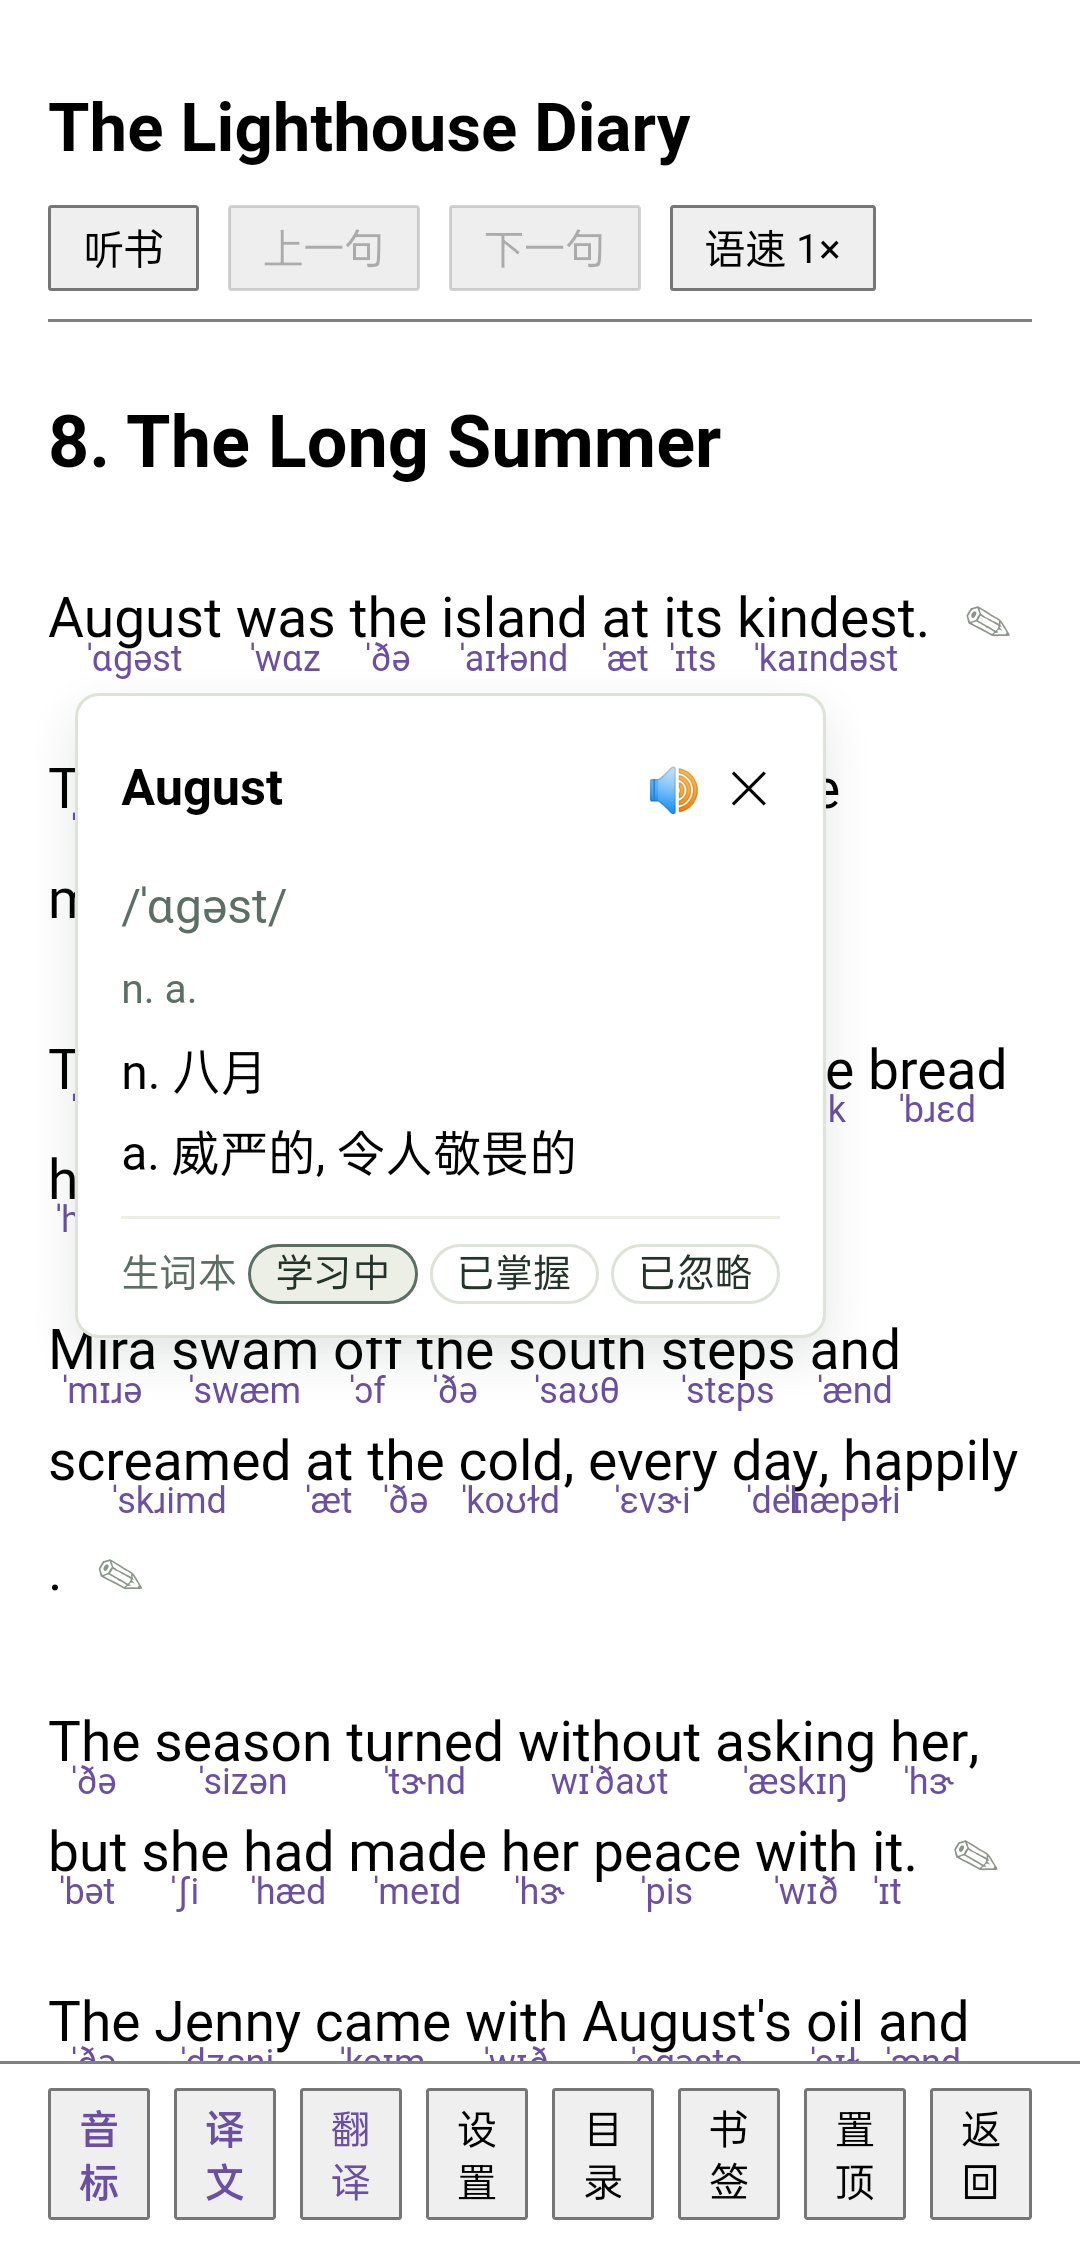 The Lighthouse Diary
听书 上一句 下一句 语速 1×
8. The Long Summer
August was the island at its kindest.
ˈɑɡəst ˈwɑz ˈðə ˈaɪɫənd ˈæt ˈɪts ˈkaɪndəst
August
/ˈɑɡəst/
n. a.
n. 八月
a. 威严的, 令人敬畏的
生词本 学习中 已掌握 已忽略
bread
ˈbɹɛd
Mira swam off the south steps and
ˈmɪɹə ˈswæm ˈɔf ˈðə ˈsaʊθ ˈstɛps ˈænd
screamed at the cold, every day, happily
ˈskɹimd ˈæt ˈðə ˈkoʊɫd ˈɛvɝi ˈdeɪ ˈhæpəɫi
.
The season turned without asking her,
ˈðə ˈsizən ˈtɝnd wɪˈðaʊt ˈæskɪŋ ˈhɝ
but she had made her peace with it.
ˈbət ˈʃi ˈhæd ˈmeɪd ˈhɝ ˈpis ˈwɪð ˈɪt
The Jenny came with August's oil and
音标 译文 翻译 设置 目录 书签 置顶 返回